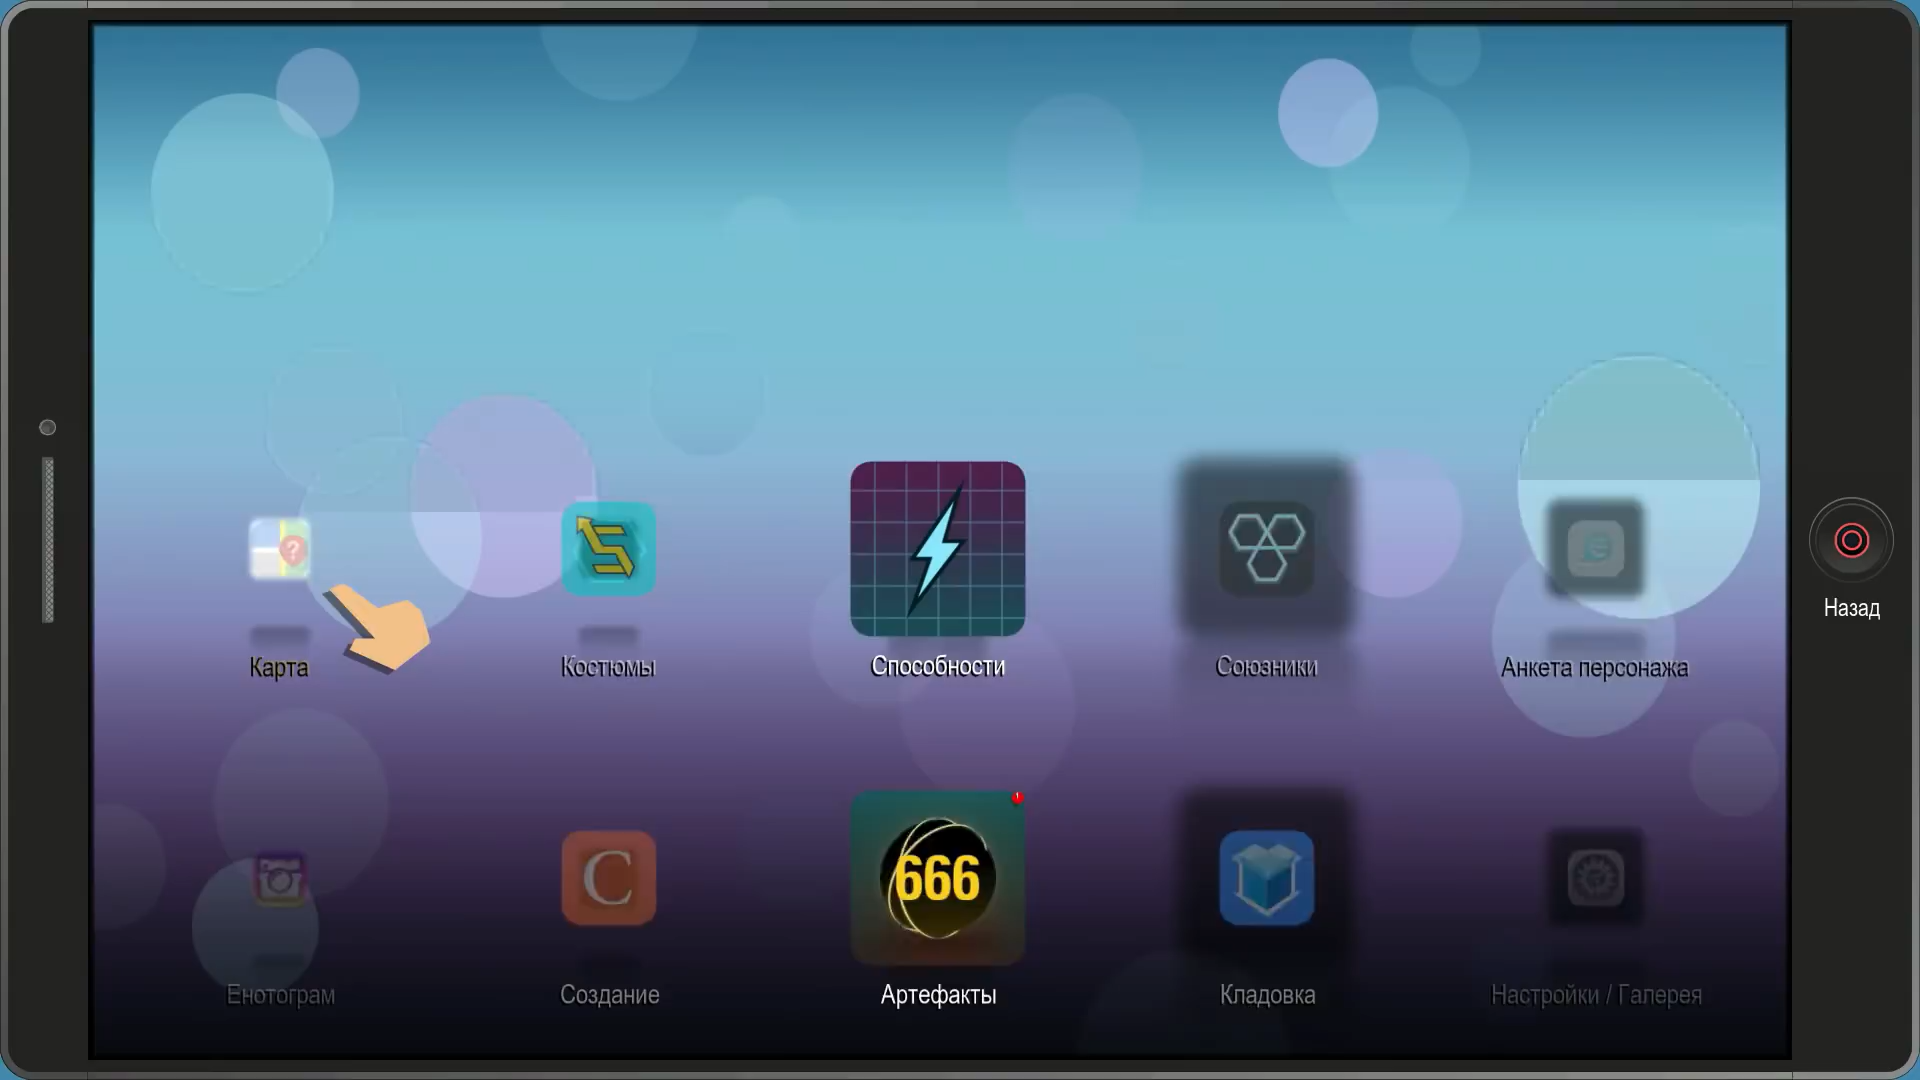 Карта
Костюмы
Способности
Союзники
Анкета персонажа
Назад
666
C
Енотограм
Создание
Артефакты
Кладовка
Настройки / Галерея